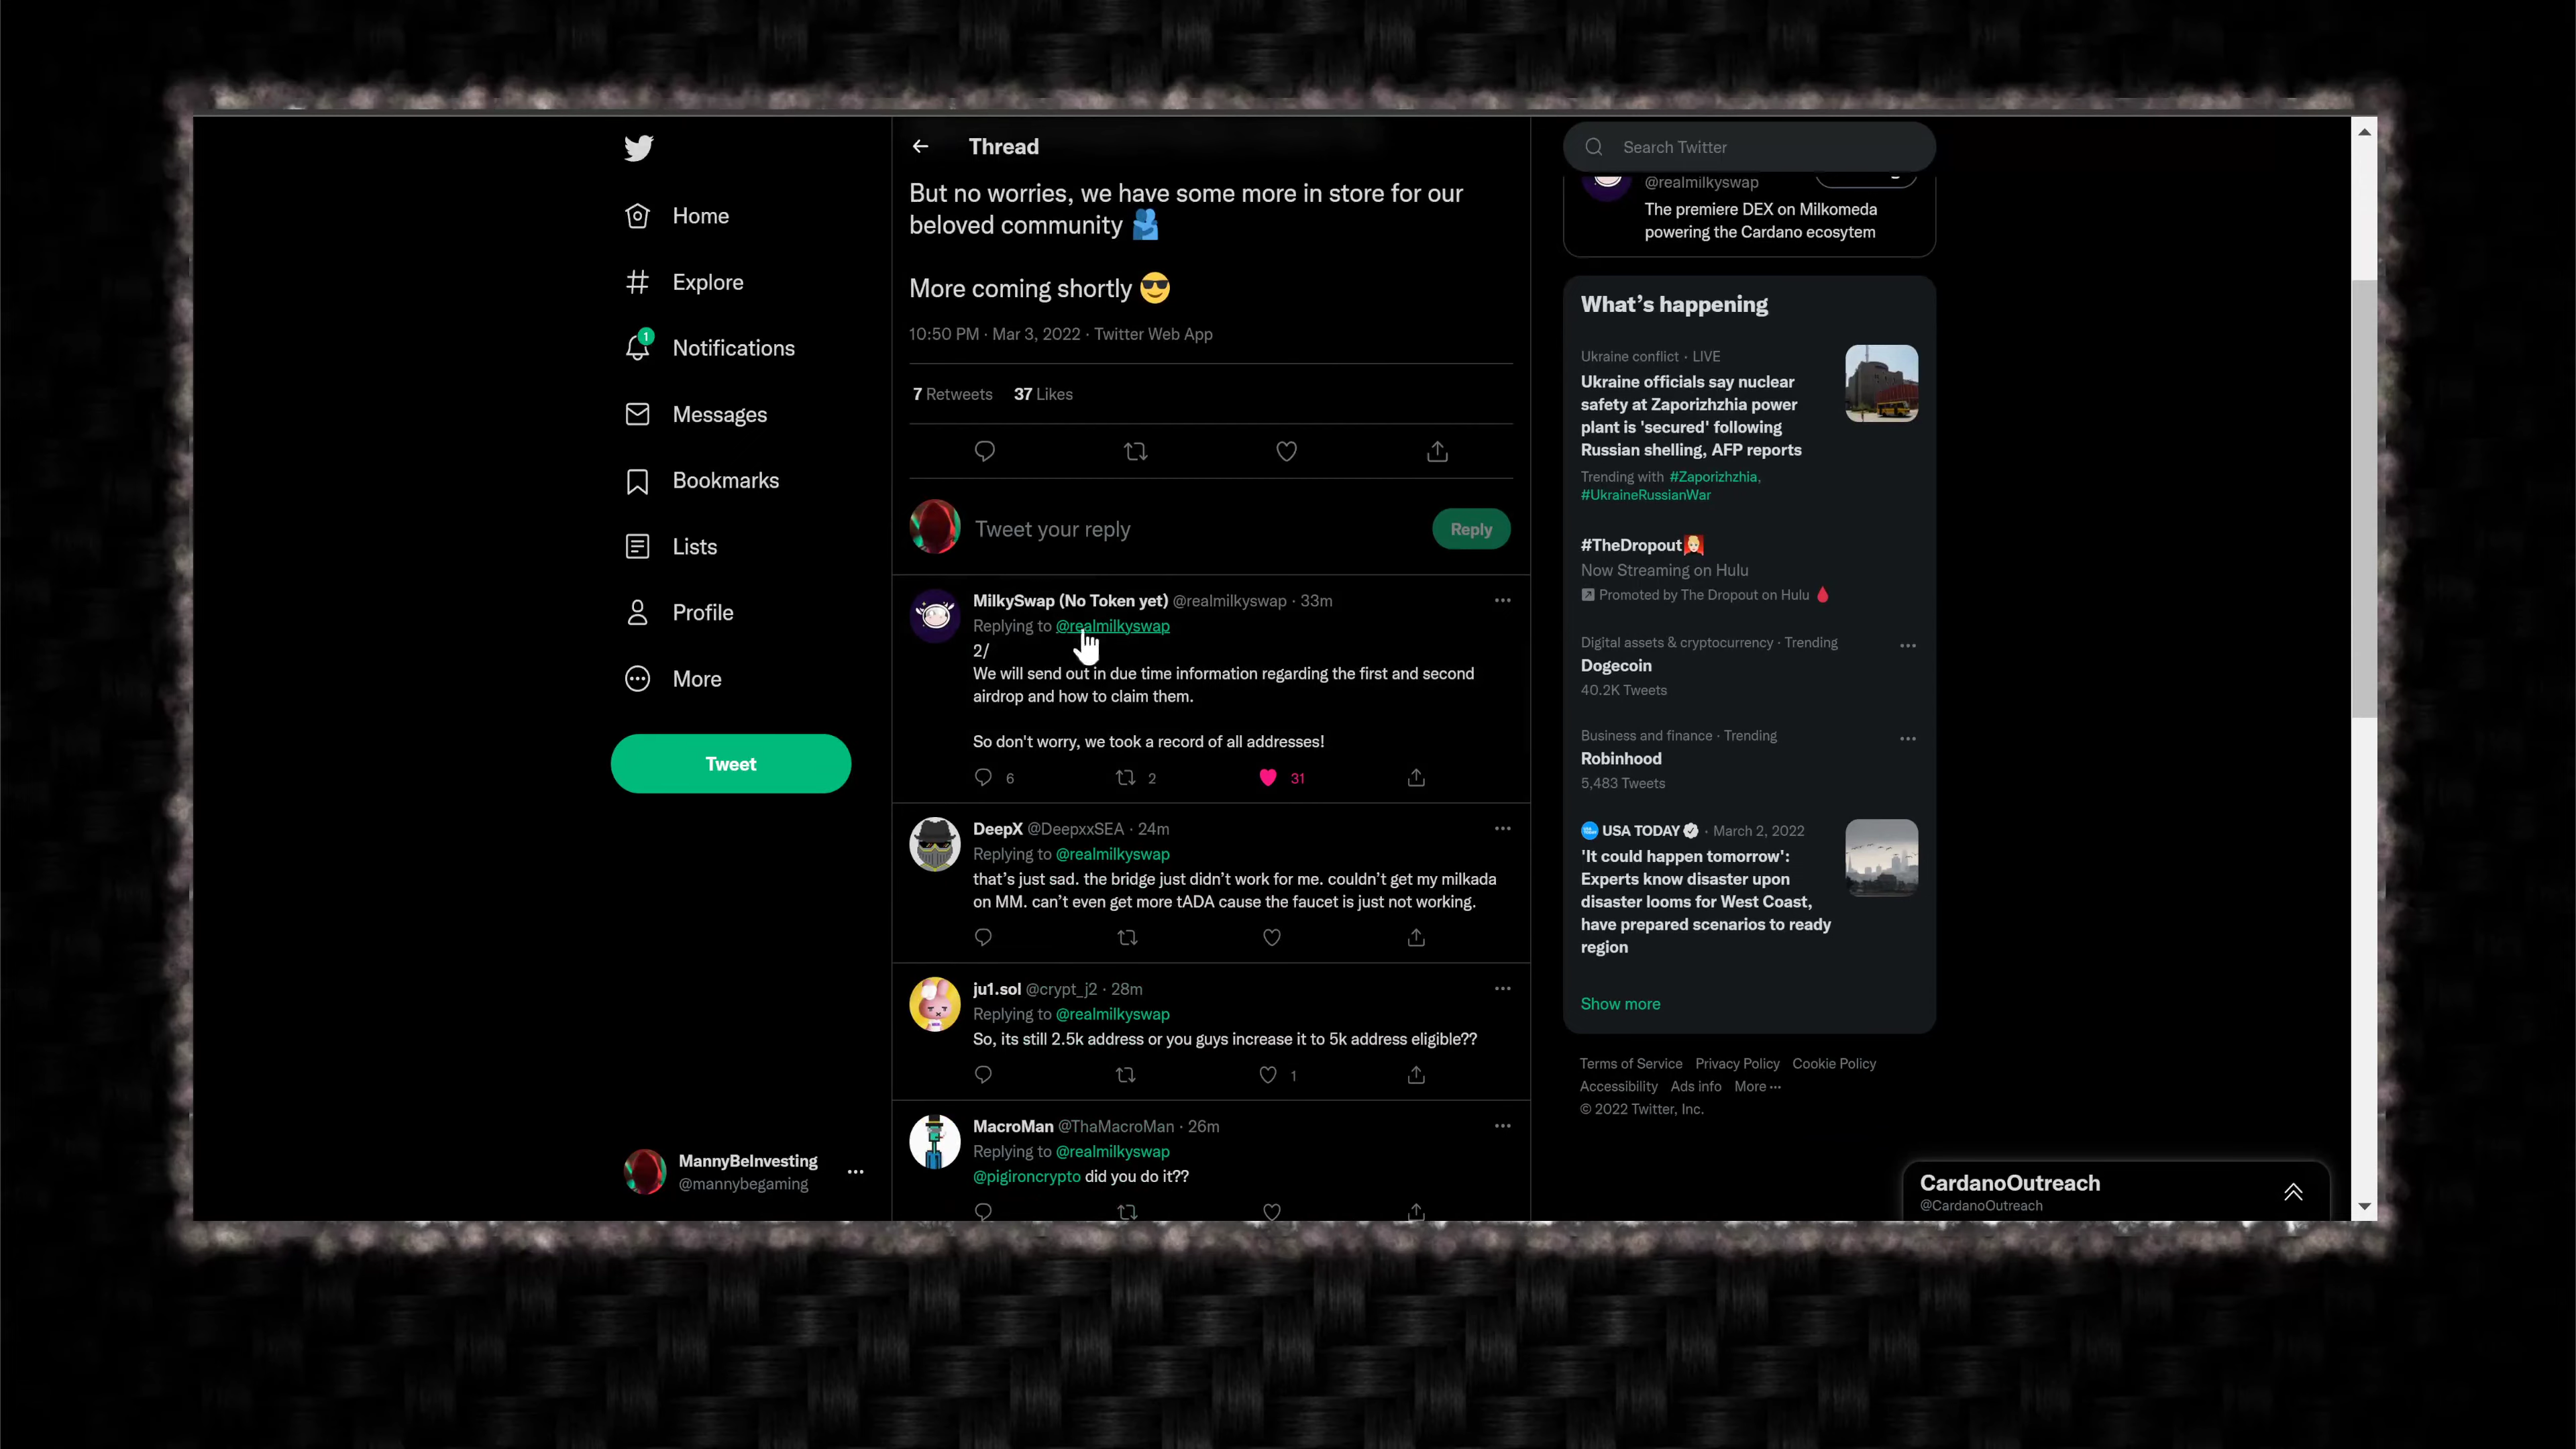 Home
Explore
1
Notifications
Messages
Bookmarks
Lists
Profile
More
Tweet
MannyBeInvesting
@mannybegaming
Thread
But no worries, we have some more in store for our
beloved community 🫂
More coming shortly 😎
10:50 PM · Mar 3, 2022 · Twitter Web App
7 Retweets 37 Likes
Tweet your reply
Reply
MilkySwap (No Token yet) @realmilkyswap · 33m
Replying to @realmilkyswap
2/
We will send out in due time information regarding the first and second
airdrop and how to claim them.
So don't worry, we took a record of all addresses!
6 2 31
DeepX @DeepxxSEA · 24m
Replying to @realmilkyswap
that's just sad. the bridge just didn't work for me. couldn't get my milkada
on MM. can't even get more tADA cause the faucet is just not working.
ju1.sol @crypt_j2 · 28m
Replying to @realmilkyswap
So, its still 2.5k address or you guys increase it to 5k address eligible??
1
MacroMan @ThaMacroMan · 26m
Replying to @realmilkyswap
@pigironcrypto did you do it??
Search Twitter
@realmilkyswap
The premiere DEX on Milkomeda
powering the Cardano ecosytem
What's happening
Ukraine conflict · LIVE
Ukraine officials say nuclear
safety at Zaporizhzhia power
plant is 'secured' following
Russian shelling, AFP reports
Trending with #Zaporizhzhia,
#UkraineRussianWar
#TheDropout
Now Streaming on Hulu
Promoted by The Dropout on Hulu 🩸
Digital assets & cryptocurrency · Trending
Dogecoin
40.2K Tweets
Business and finance · Trending
Robinhood
5,483 Tweets
USA TODAY · March 2, 2022
'It could happen tomorrow':
Experts know disaster upon
disaster looms for West Coast,
have prepared scenarios to ready
region
Show more
Terms of Service Privacy Policy Cookie Policy
Accessibility Ads info More ···
© 2022 Twitter, Inc.
CardanoOutreach
@CardanoOutreach